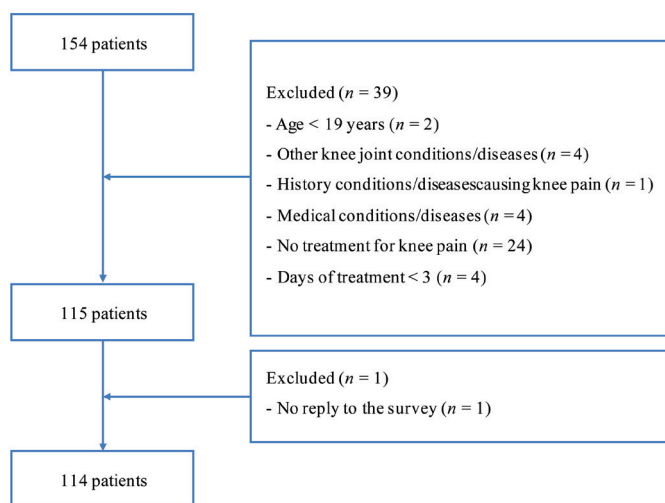 154 patients
Excluded (n = 39)
- Age < 19 years (n = 2)
- Other knee joint conditions/diseases (n = 4)
- History conditions/diseasescausing knee pain (n = 1)
- Medical conditions/diseases (n = 4)
- No treatment for knee pain (n = 24)
- Days of treatment < 3 (n = 4)
115 patients
Excluded (n = 1)
- No reply to the survey (n = 1)
114 patients